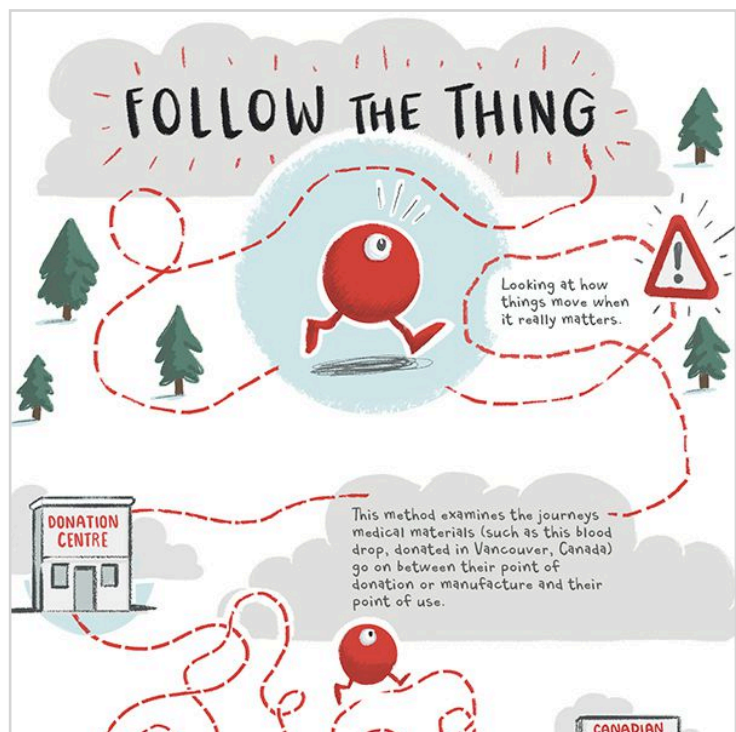 FOLLOW THE THING
Looking at how
things move when
it really matters.
DONATION
CENTRE
This method examines the journeys
medical materials (such as this blood
drop, donated in Vancouver, Canada)
go on between their point of
donation or manufacture and their
point of use.
CANADIAN